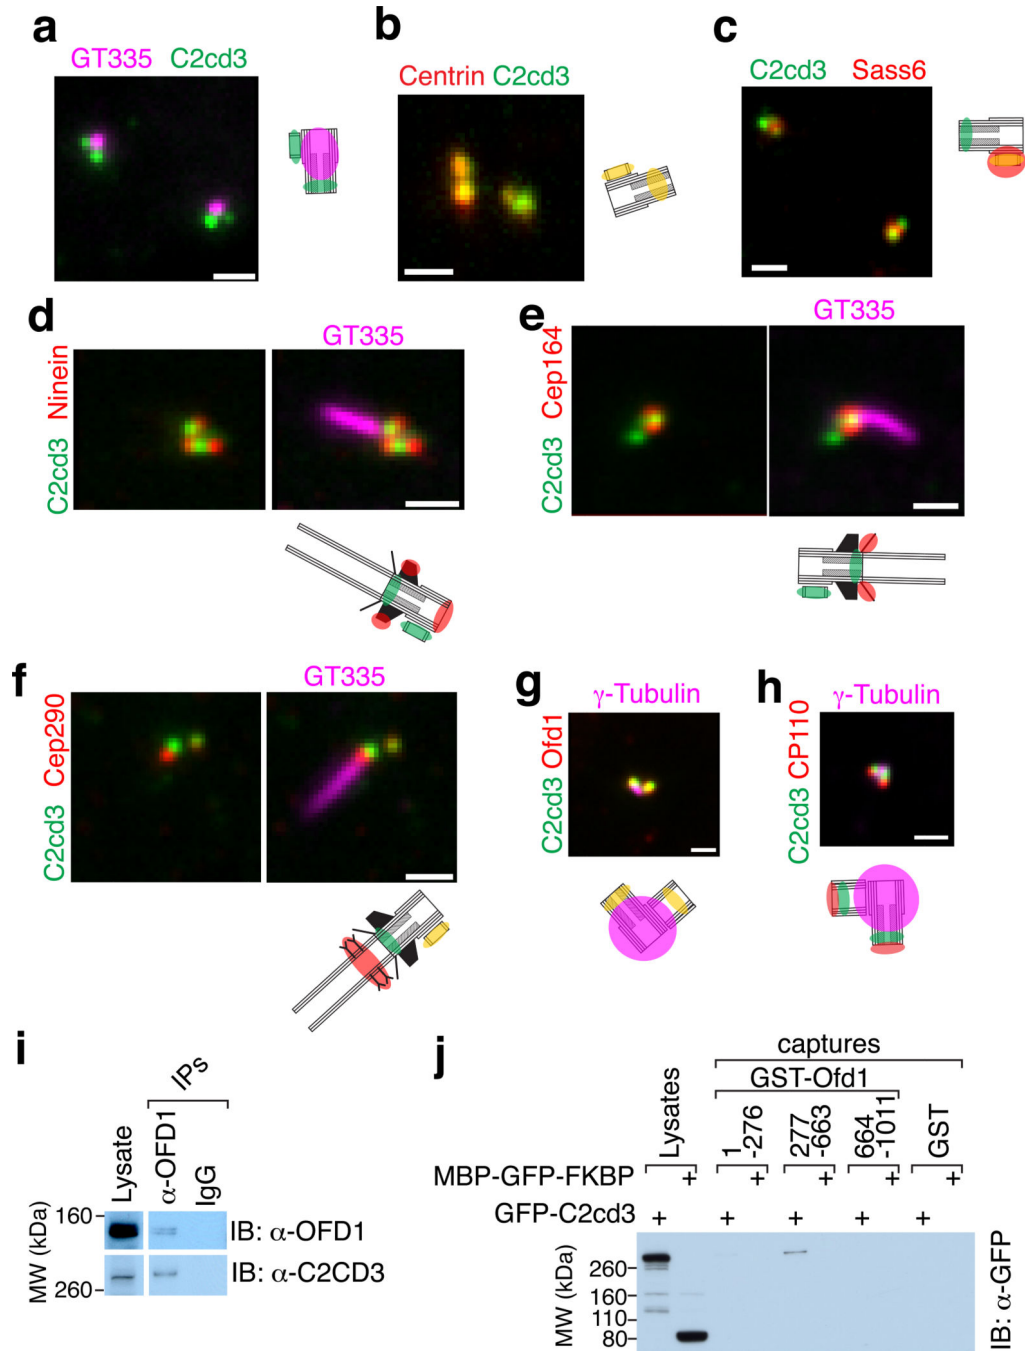 a
GT335 C2cd3
b
Centrin C2cd3
c
C2cd3 Sass6
d
C2cd3 Ninein
GT335
e
C2cd3 Cep164
GT335
f
C2cd3 Cep290
GT335
g
γ-Tubulin
C2cd3 Ofd1
h
γ-Tubulin
C2cd3 CP110
i
IPs
Lysate
α-OFD1
IgG
MW (kDa)
160
IB: α-OFD1
IB: α-C2CD3
260
j
captures
GST-Ofd1
Lysates
1
-276
277
-663
664
-1011
GST
MBP-GFP-FKBP + + + + +
GFP-C2cd3 + + + + +
MW (kDa)
260
160
110
80
IB: α-GFP